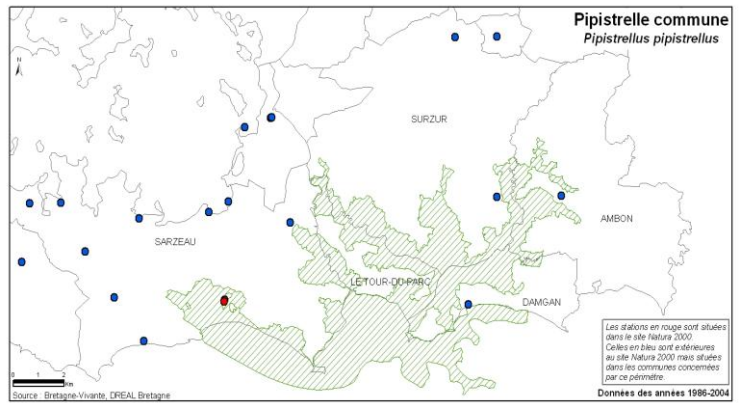 Pipistrelle commune
Pipistrellus pipistrellus
N
SURZUR
AMBON
SARZEAU
LE TOUR-DU-PARC
DAMGAN
Les stations en rouge sont situées
dans le site Natura 2000.
Celles en bleu sont extérieures
au site Natura 2000 mais situées
dans les communes concernées
par ce périmètre.
0 1 2
Km
Source : Bretagne-Vivante, DREAL Bretagne
Données des années 1986-2004